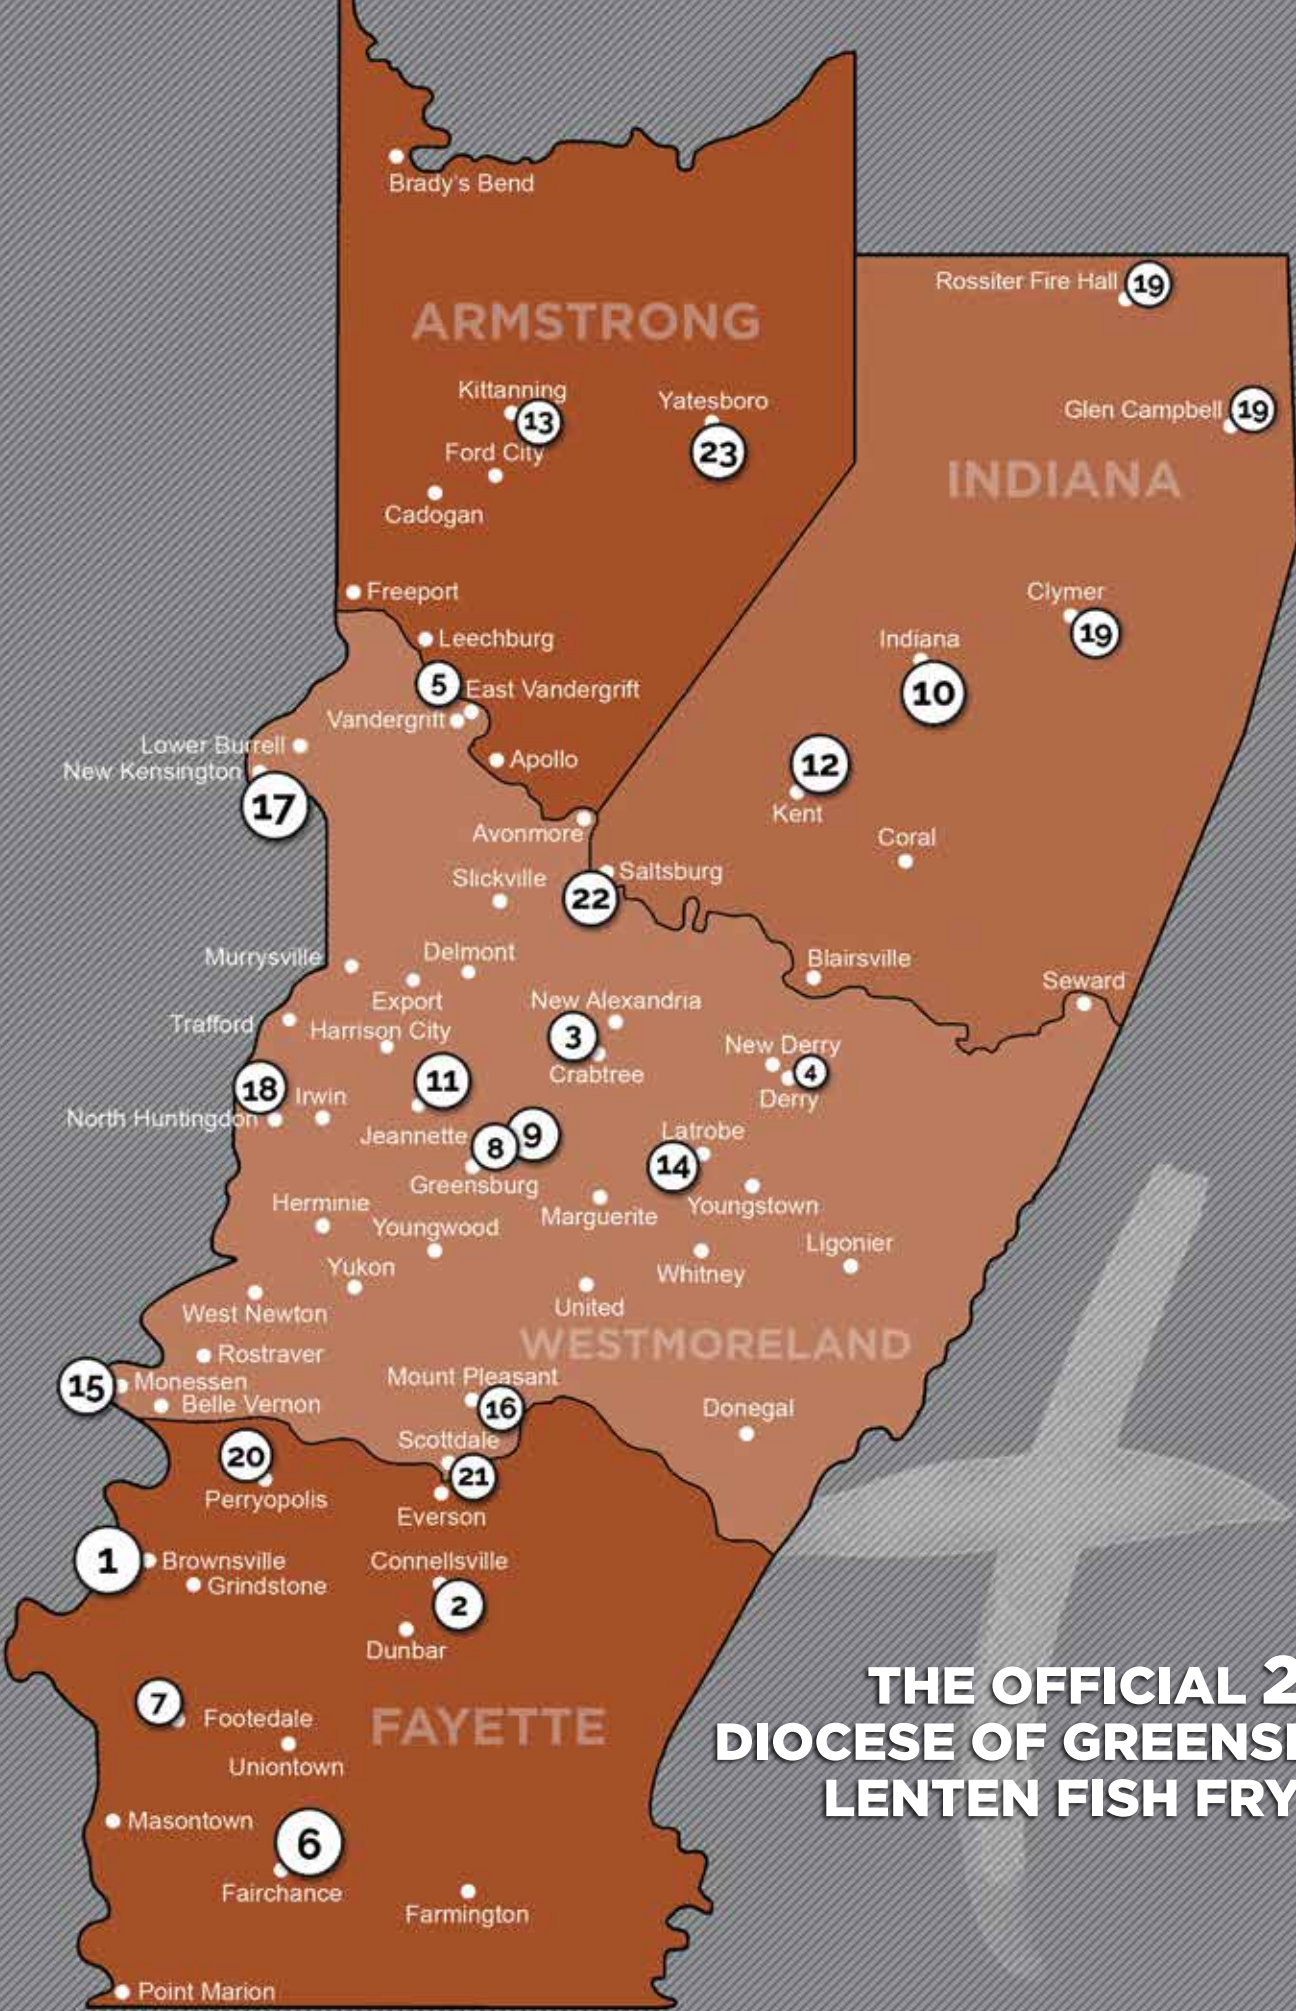 Brady's Bend
Rossiter Fire Hall 19
ARMSTRONG
Kittanning
13
Yatesboro
23
Glen Campbell 19
Ford City
INDIANA
Cadogan
Freeport
Clymer
19
Leechburg
Indiana
10
5
East Vandergrift
Vandergrift
Lower Burrell
New Kensington
17
Apollo
12
Kent
Avonmore
Coral
Saltsburg
22
Slickville
Murrysville
Delmont
Blairsville
Export
Seward
New Alexandria
Trafford
Harrison City
3
Crabtree
New Derry
4
Derry
11
18
Irwin
North Huntingdon
Jeannette
8
9
Greensburg
Latrobe
14
Youngstown
Marguerite
Herminie
Youngwood
Ligonier
Yukon
Whitney
West Newton
United
WESTMORELAND
Rostraver
15
Monessen
Mount Pleasant
16
Belle Vernon
Donegal
Scottdale
21
20
Perryopolis
Everson
1
Brownsville
Connellsville
2
Grindstone
Dunbar
7
Footedale
FAYETTE
Uniontown
THE OFFICIAL 2
DIOCESE OF GREENS
LENTEN FISH FRY
Masontown
6
Fairchance
Farmington
Point Marion